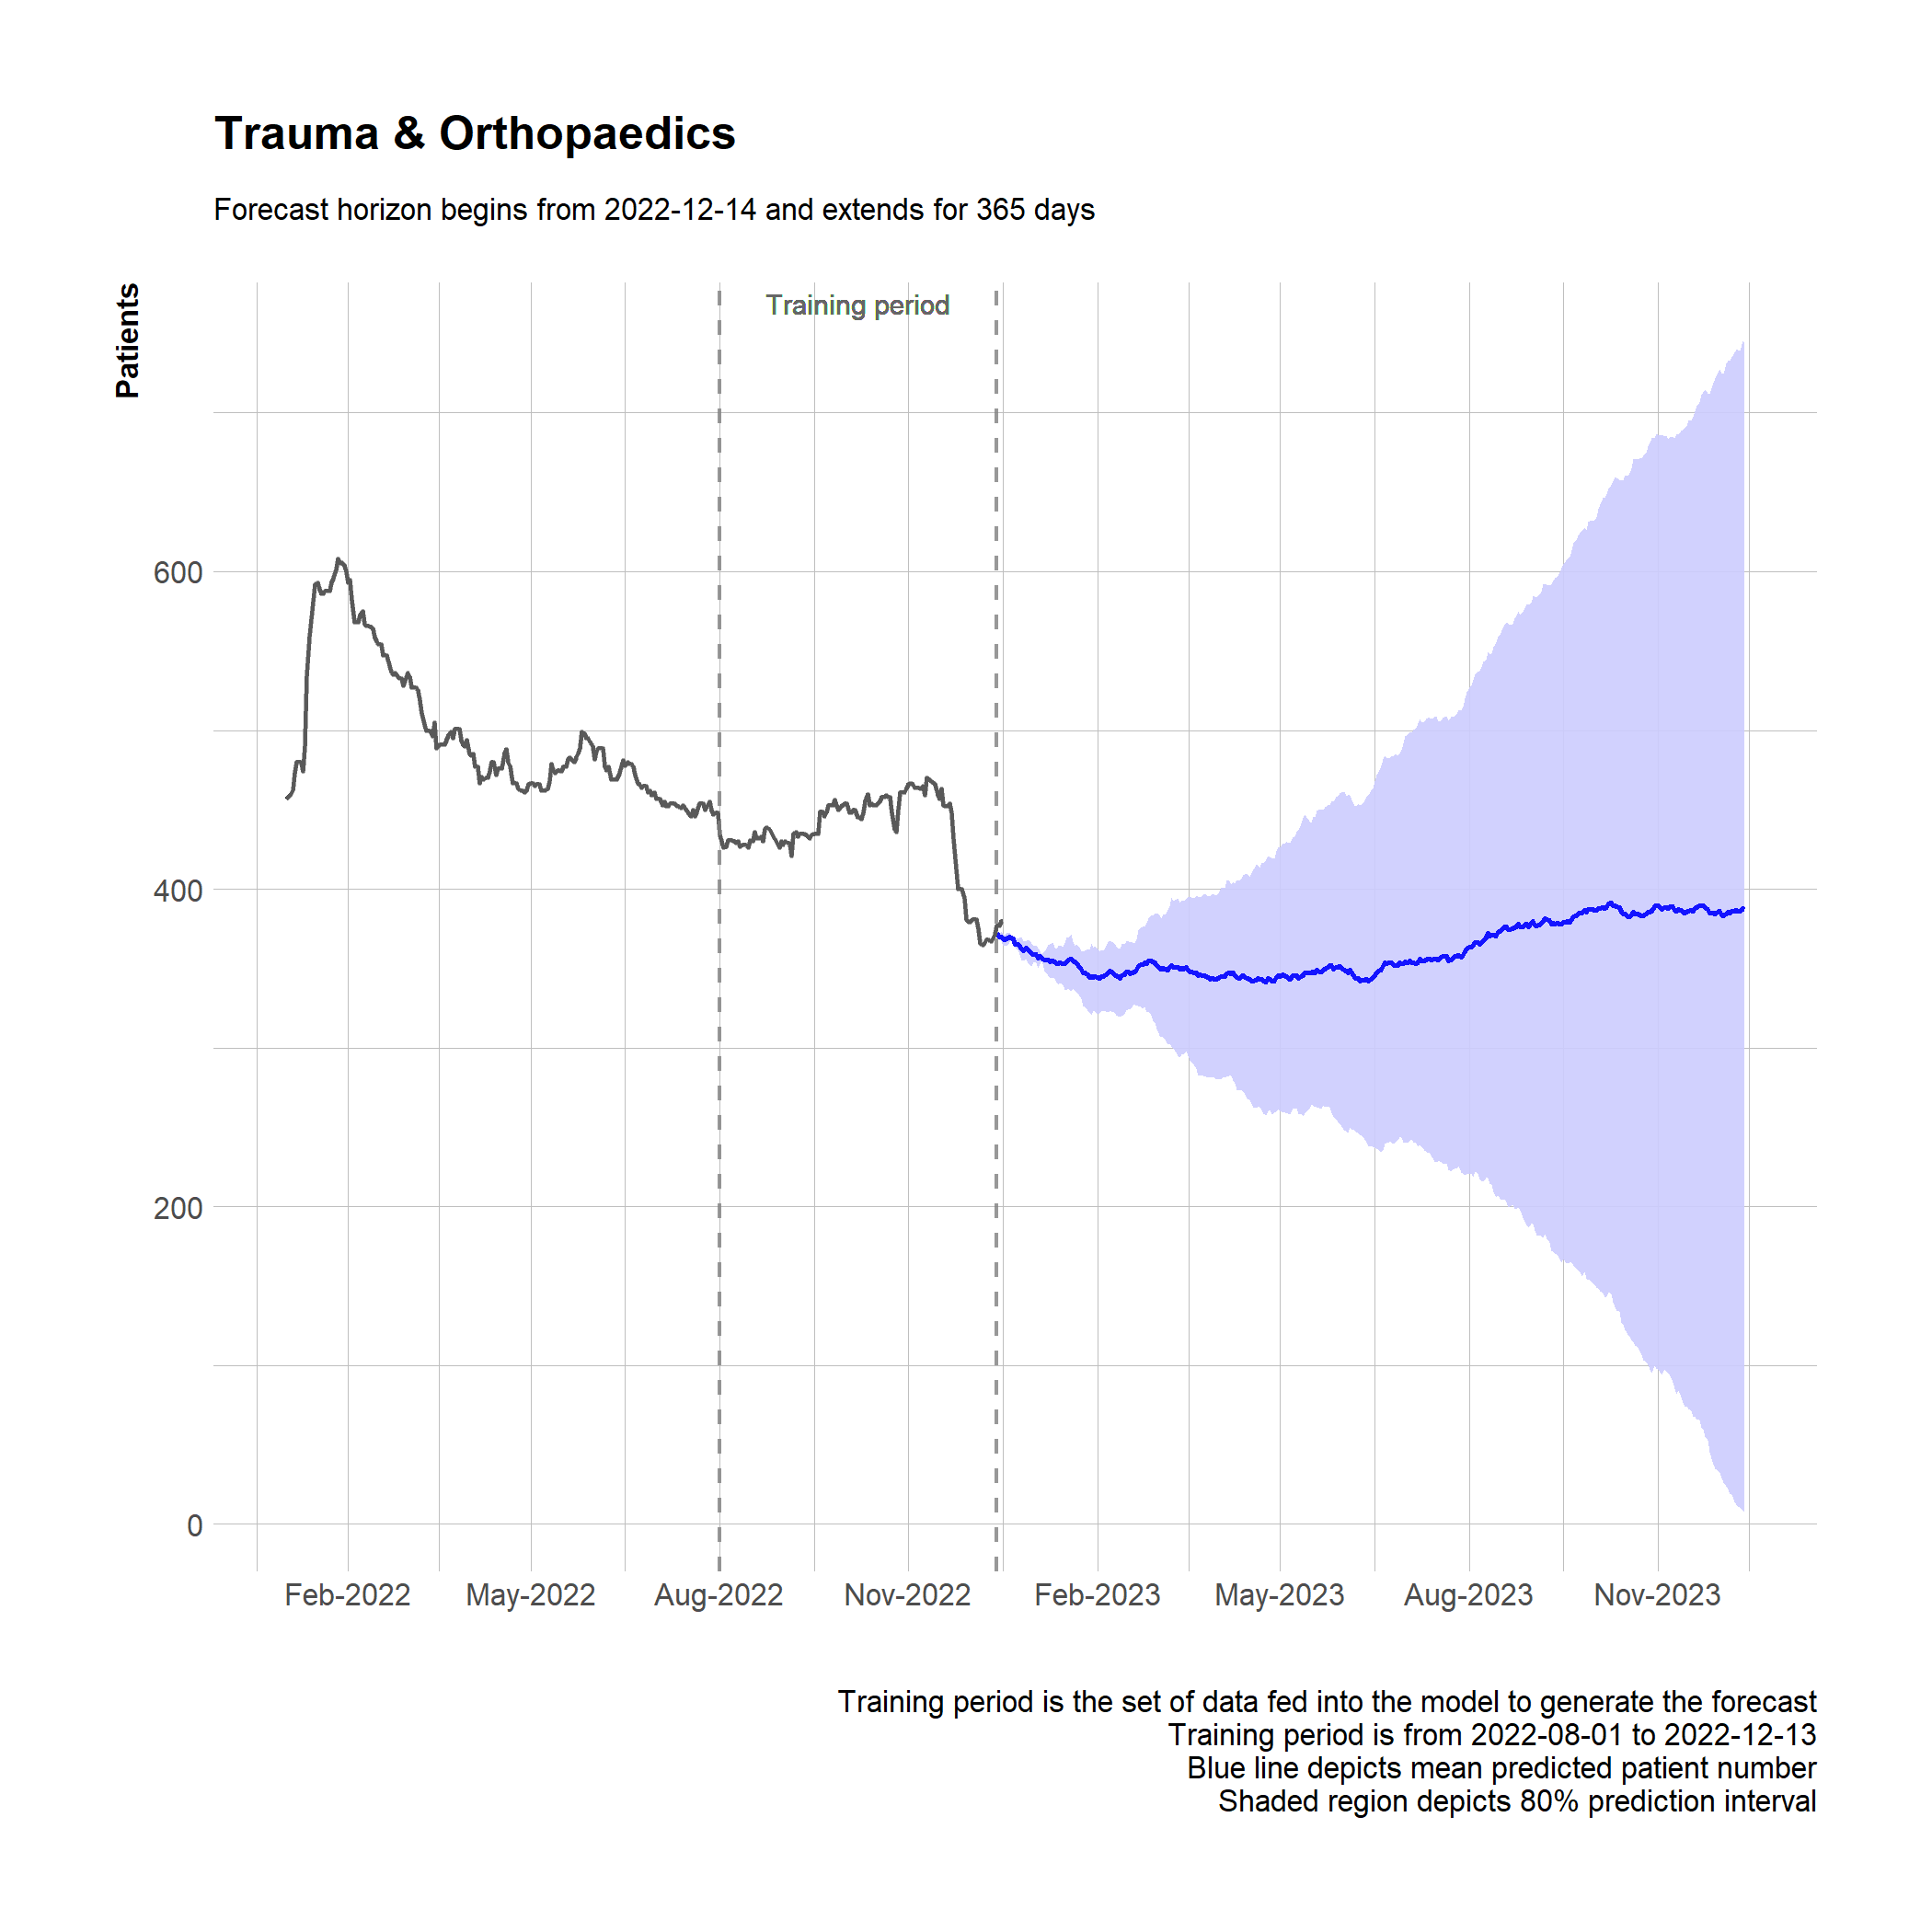 Trauma & Orthopaedics
Forecast horizon begins from 2022-12-14 and extends for 365 days
Patients
Training period
600
400
200
0
Feb-2022
May-2022
Aug-2022
Nov-2022
Feb-2023
May-2023
Aug-2023
Nov-2023
Training period is the set of data fed into the model to generate the forecast
Training period is from 2022-08-01 to 2022-12-13
Blue line depicts mean predicted patient number
Shaded region depicts 80% prediction interval